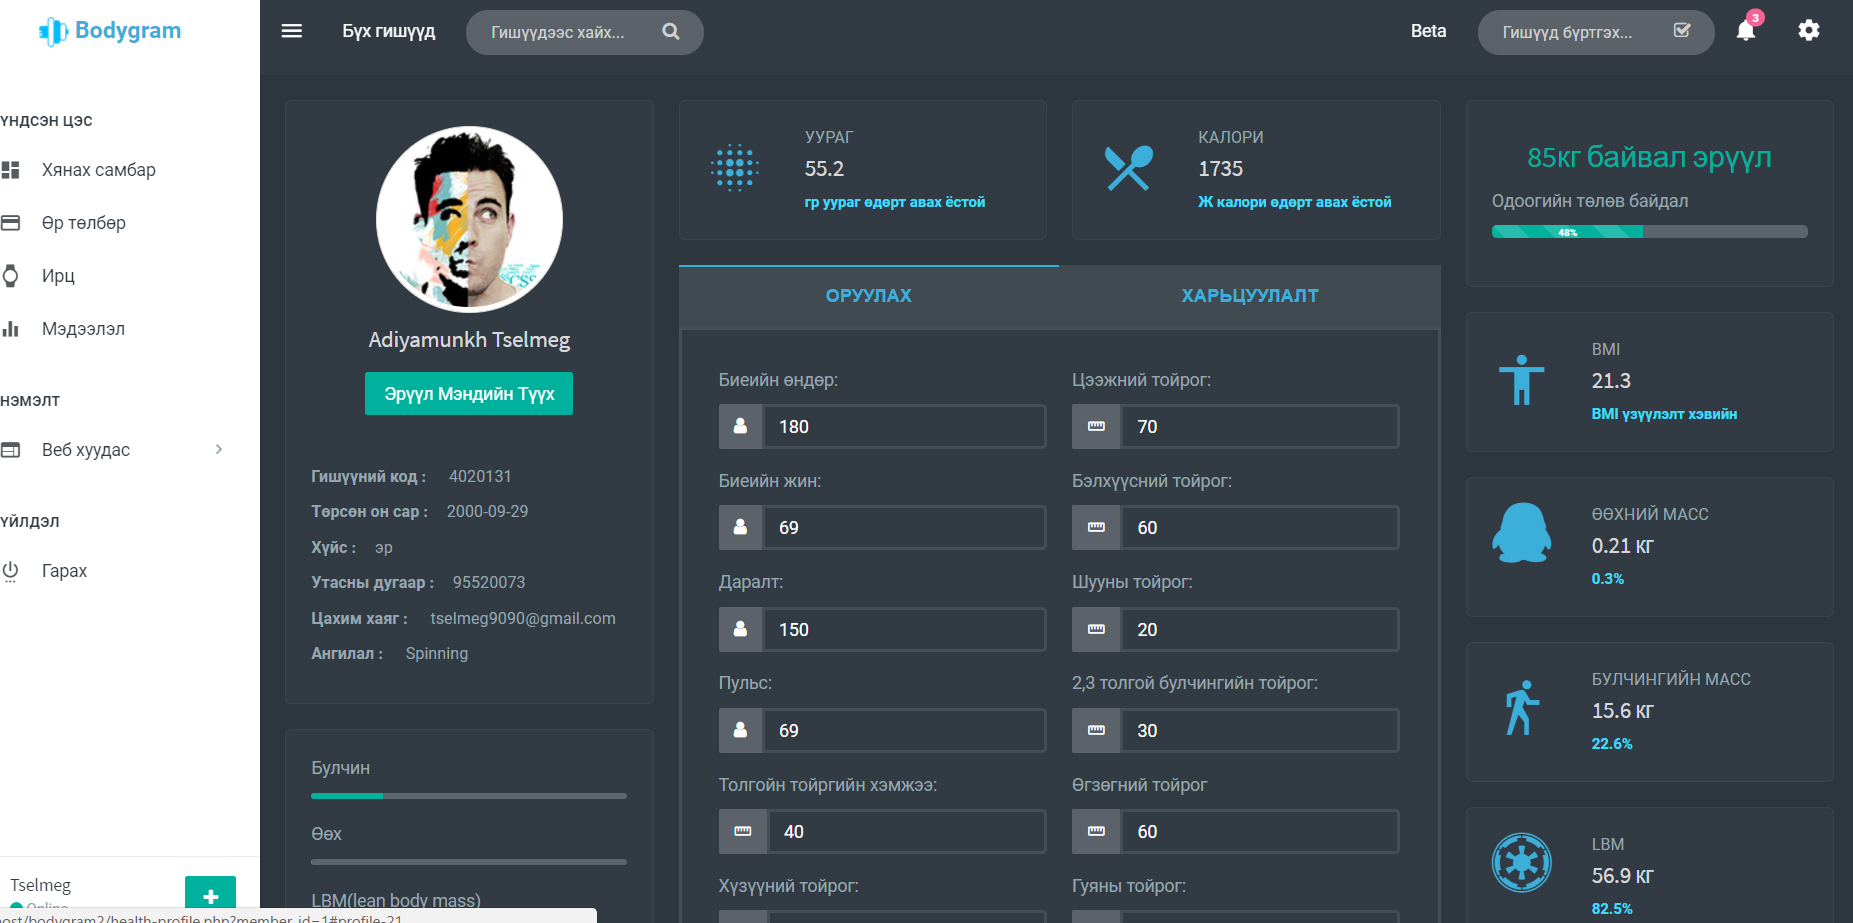 Bodygram
Бүх гишүүд
Гишүүдээс хайх...
Beta
Гишүүд бүртгэх...
3
ҮНДСЭН ЦЭС
Хянах самбар
Өр төлбөр
Ирц
Мэдээлэл
НЭМЭЛТ
Веб хуудас
ҮЙЛДЭЛ
Гарах
Tselmeg
Online
ost/bodygram2/health-profile.php?member_id=1#profile-21
Adiyamunkh Tselmeg
Эрүүл Мэндийн Түүх
Гишүүний код : 4020131
Төрсөн он сар : 2000-09-29
Хүйс : эр
Утасны дугаар : 95520073
Цахим хаяг : tselmeg9090@gmail.com
Ангилал : Spinning
Булчин
Өөх
LBM(lean body mass)
УУРАГ
55.2
гр уураг өдөрт авах ёстой
КАЛОРИ
1735
Ж калори өдөрт авах ёстой
ОРУУЛАХ
ХАРЬЦУУЛАЛТ
Биеийн өндөр:
180
Цээжний тойрог:
70
Биеийн жин:
69
Бэлхүүсний тойрог:
60
Даралт:
150
Шууны тойрог:
20
Пульс:
69
2,3 толгой булчингийн тойрог:
30
Толгойн тойргийн хэмжээ:
40
Өгзөгний тойрог
60
Хүзүүний тойрог:
Гуяны тойрог:
85кг байвал эрүүл
Одоогийн төлөв байдал
48%
BMI
21.3
BMI үзүүлэлт хэвийн
ӨӨХНИЙ МАСС
0.21 кг
0.3%
БУЛЧИНГИЙН МАСС
15.6 кг
22.6%
LBM
56.9 кг
82.5%